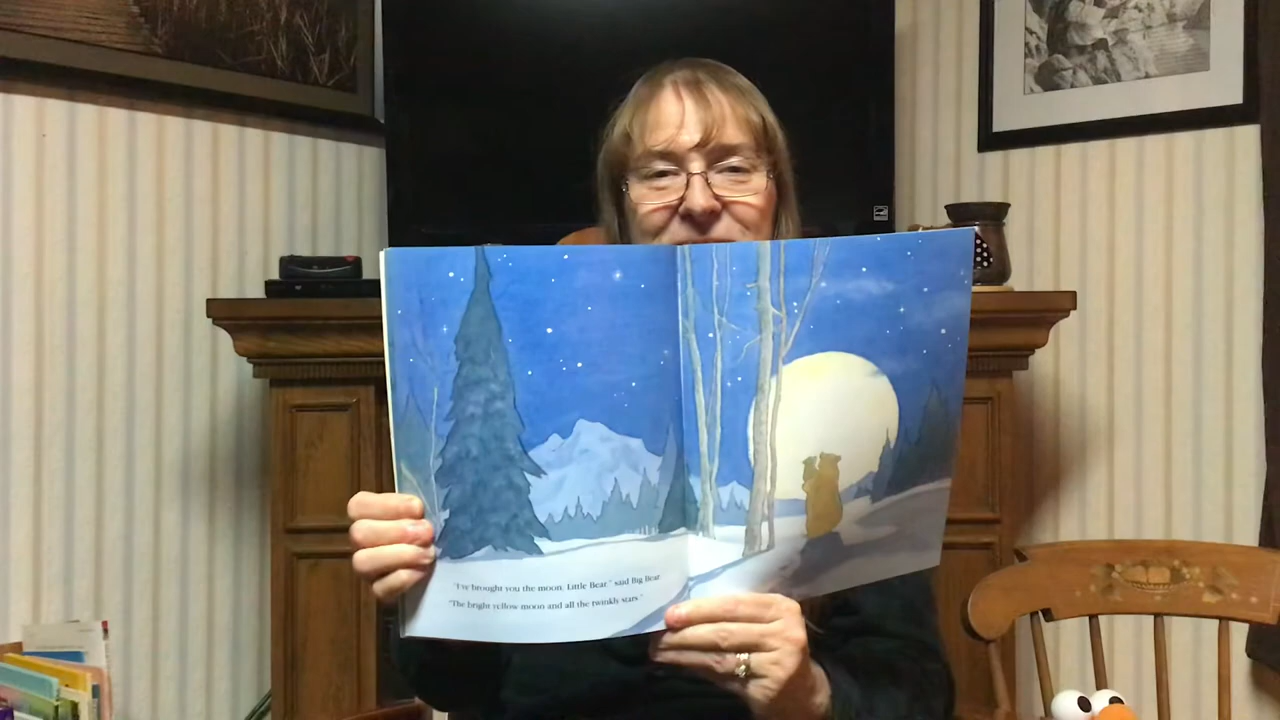 "I've brought you the moon, Little Bear," said Big Bear.
"The bright yellow moon and all the twinkly stars."